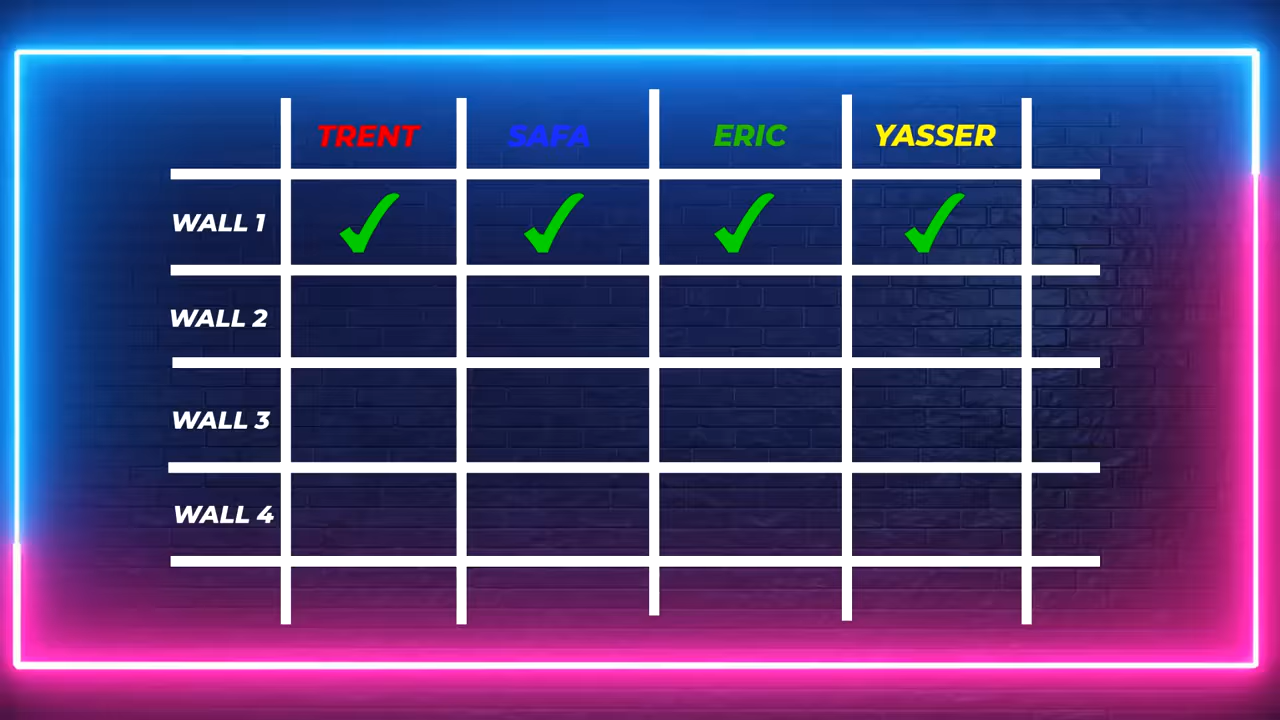 TRENT SAFA ERIC YASSER
WALL 1 ✓ ✓ ✓ ✓
WALL 2
WALL 3
WALL 4